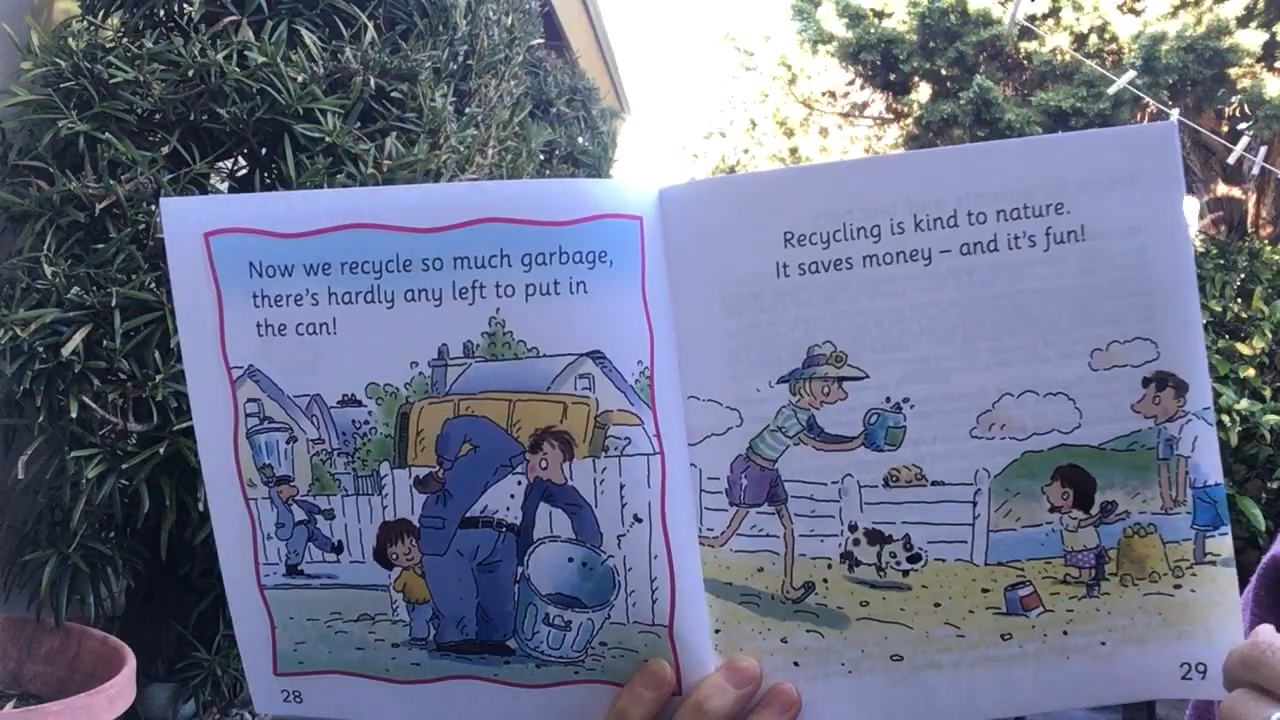 Now we recycle so much garbage,
there's hardly any left to put in
the can!
28
Recycling is kind to nature.
It saves money – and it's fun!
29